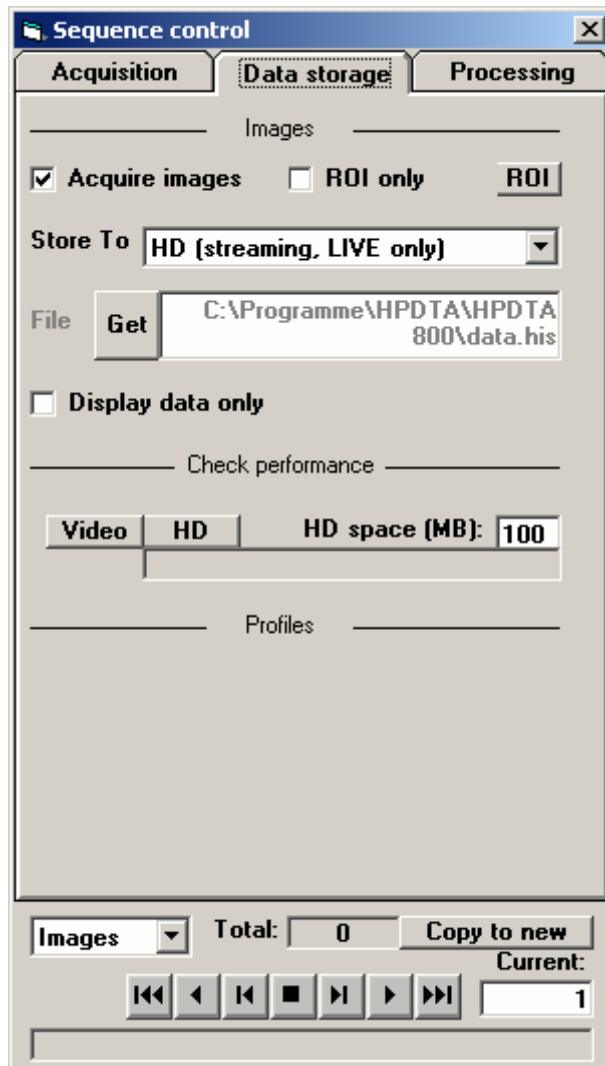 Sequence control
Acquisition Data storage Processing
Images
Acquire images ROI only ROI
Store To HD (streaming, LIVE only)
File Get C:\Programme\HPDTA\HPDTA
800\data.his
Display data only
Check performance
Video HD HD space (MB): 100
Profiles
Images Total: 0 Copy to new
Current:
1